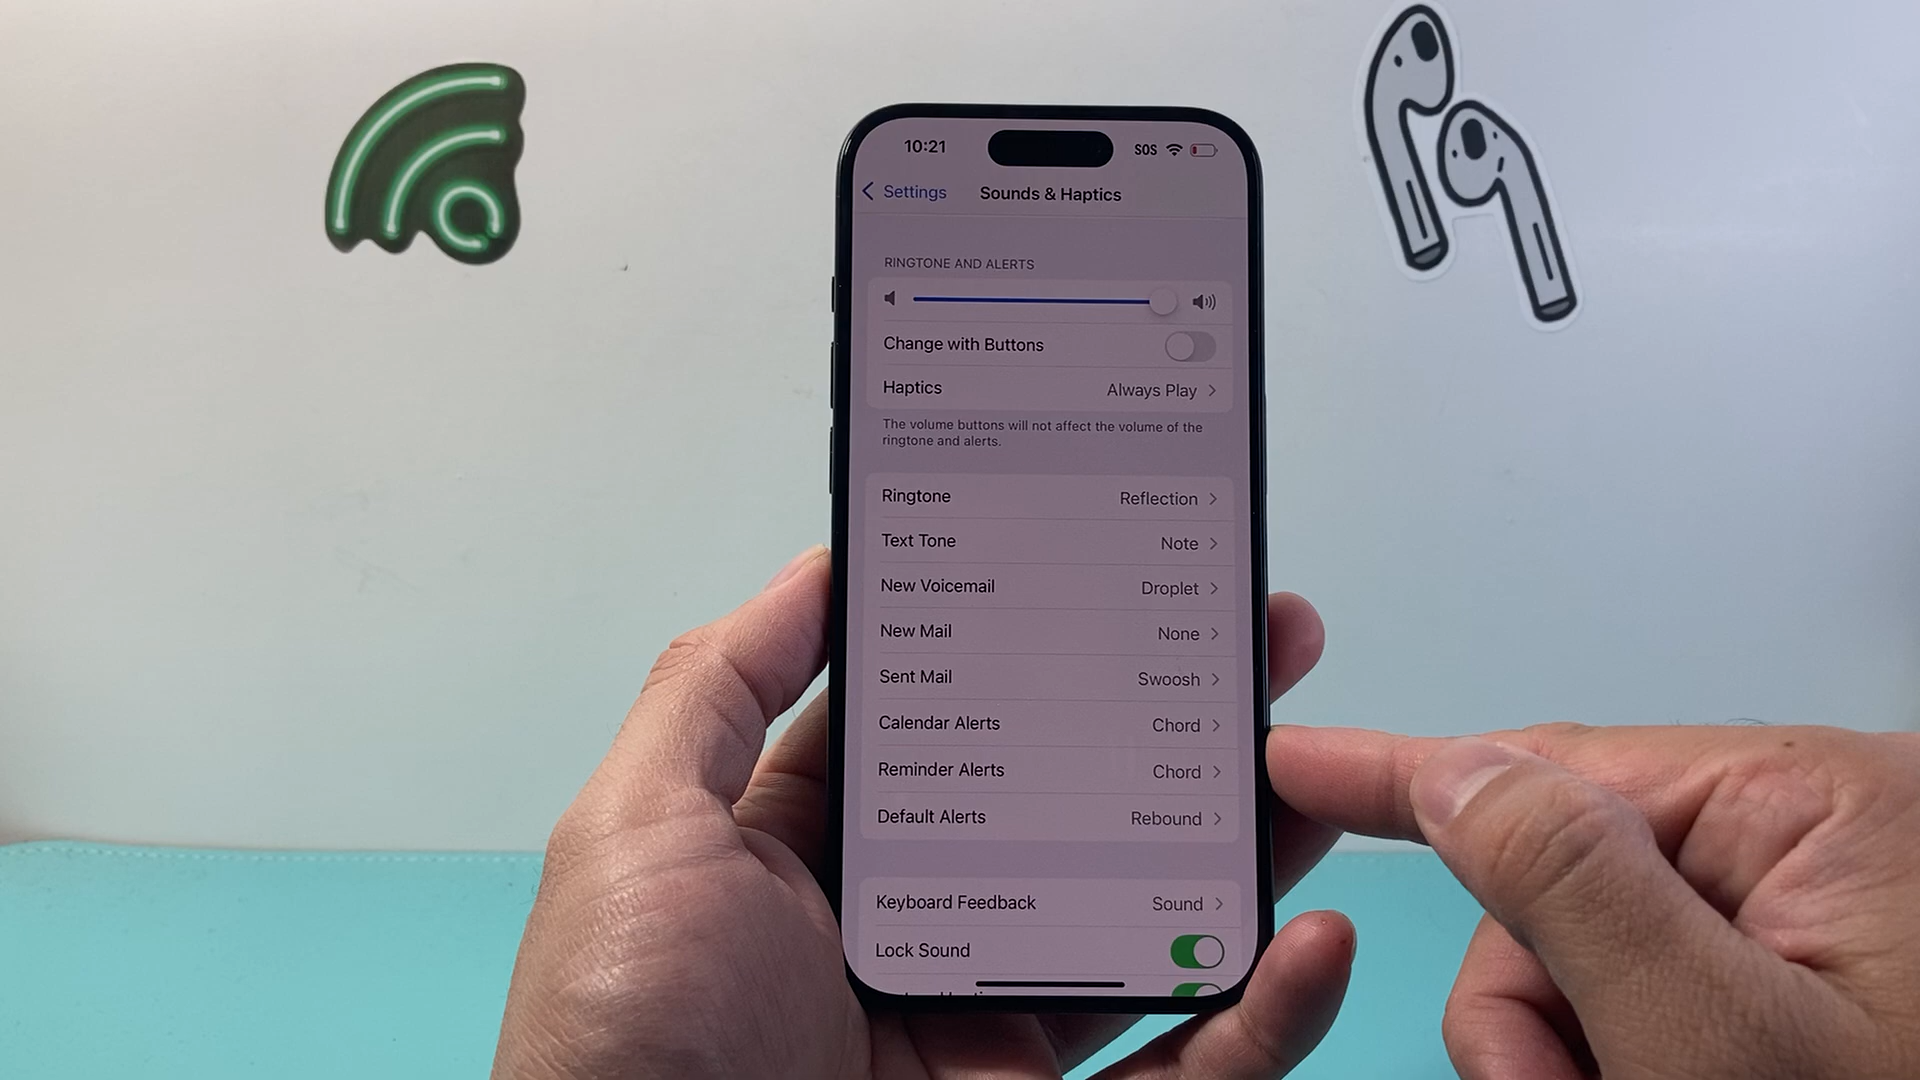 10:21 SOS
Settings Sounds & Haptics
RINGTONE AND ALERTS
Change with Buttons
Haptics Always Play
The volume buttons will not affect the volume of the
ringtone and alerts.
Ringtone Reflection
Text Tone Note
New Voicemail Droplet
New Mail None
Sent Mail Swoosh
Calendar Alerts Chord
Reminder Alerts Chord
Default Alerts Rebound
Keyboard Feedback Sound
Lock Sound